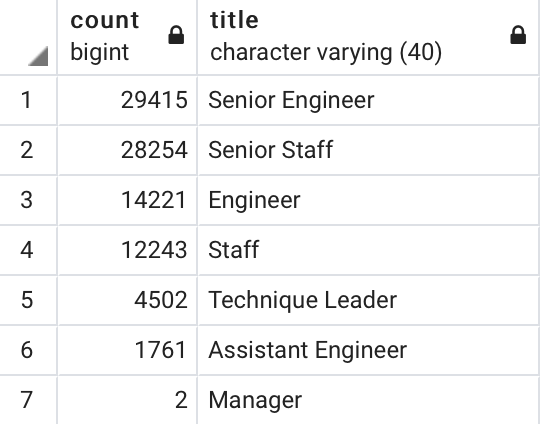 count title
bigint character varying (40)
1 29415 Senior Engineer
2 28254 Senior Staff
3 14221 Engineer
4 12243 Staff
5 4502 Technique Leader
6 1761 Assistant Engineer
7 2 Manager